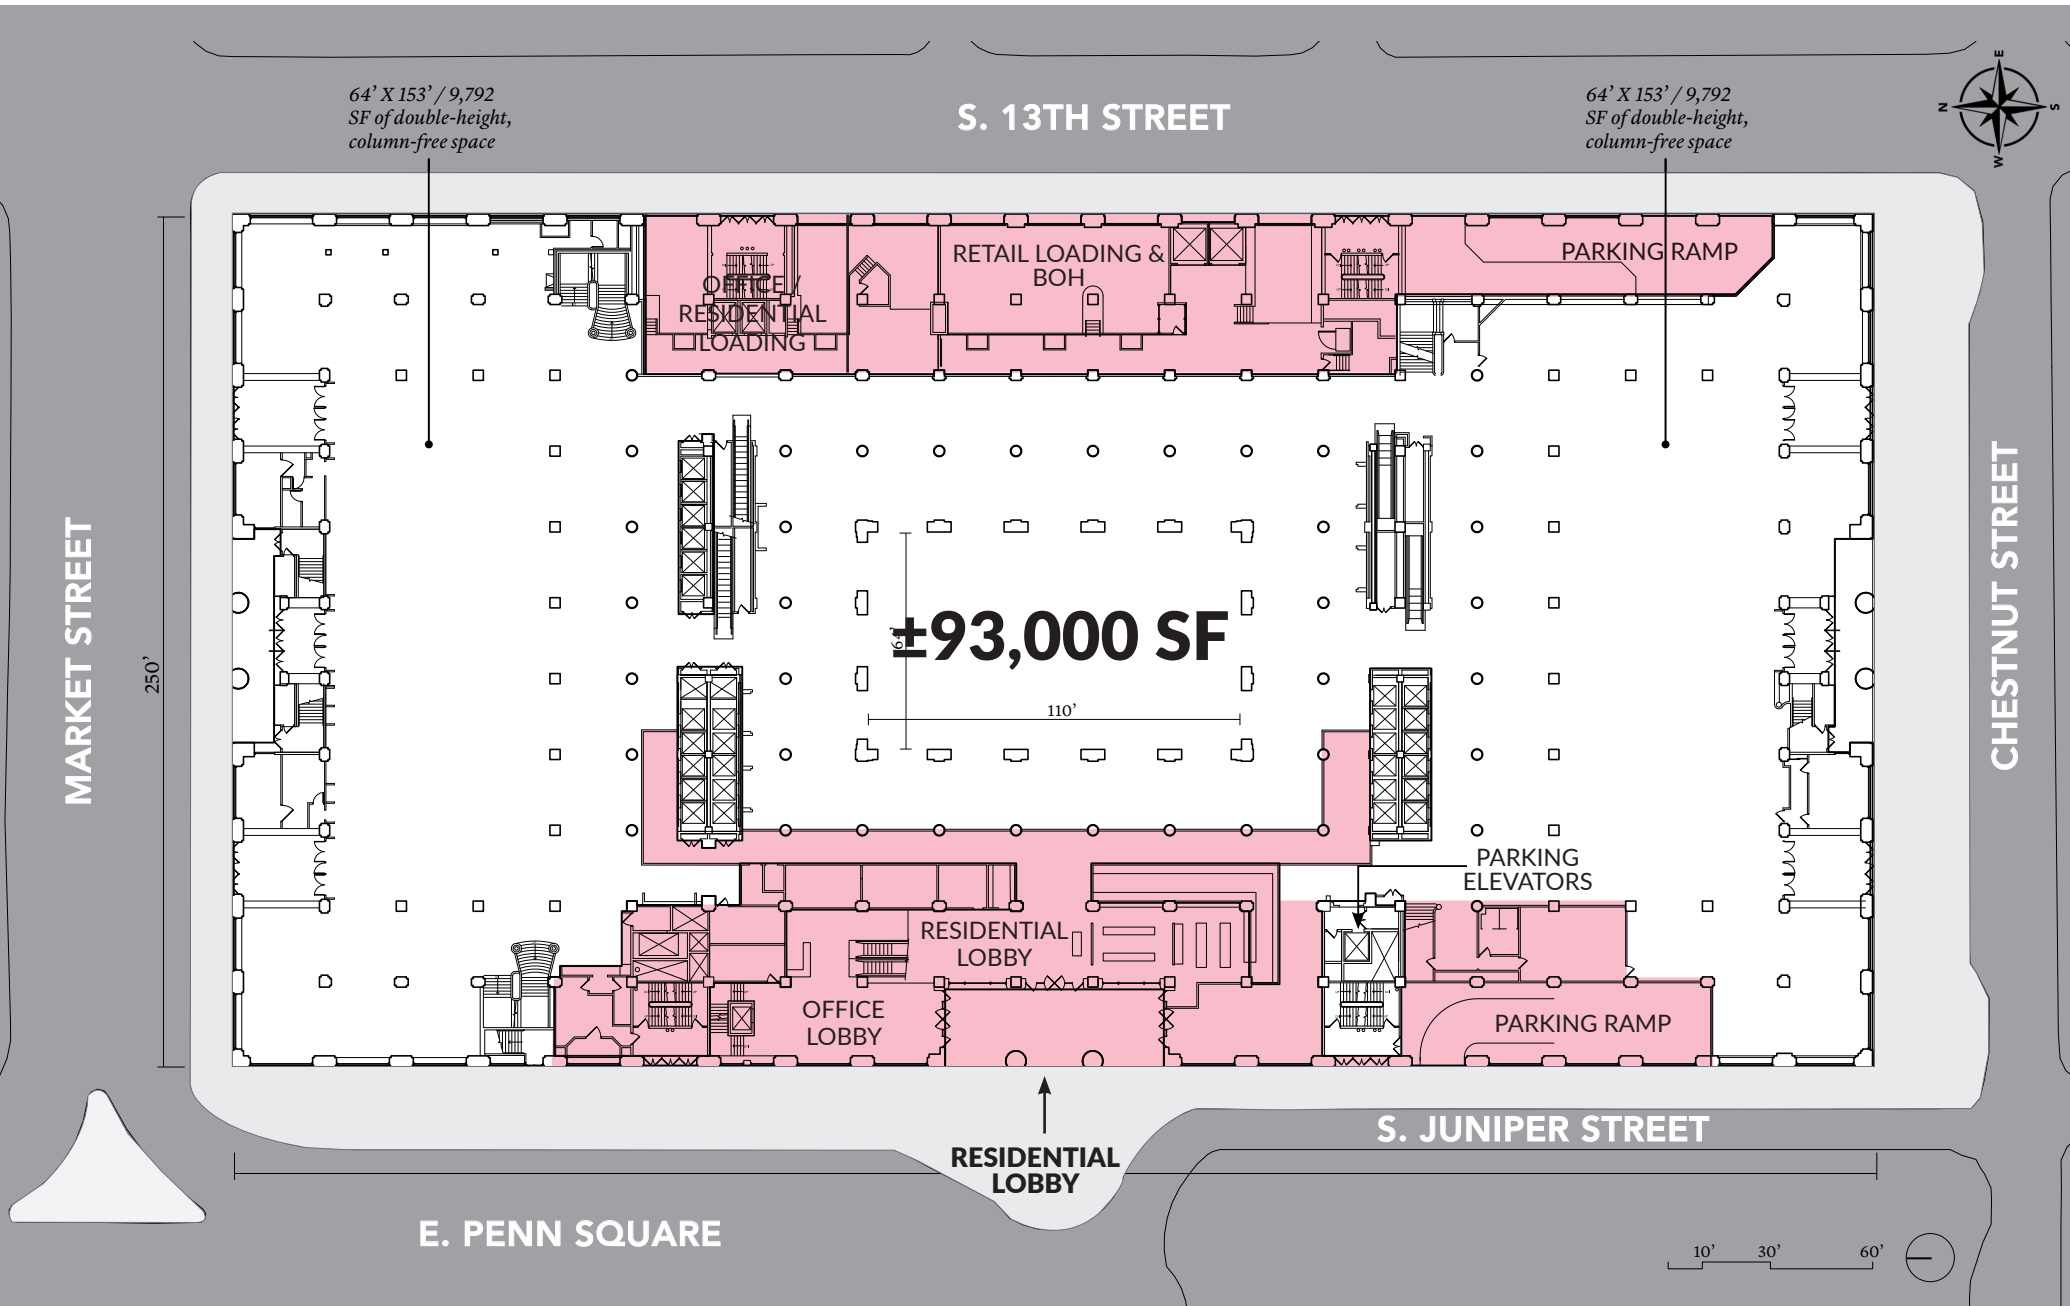 64’ X 153’ / 9,792
SF of double-height,
column-free space
S. 13TH STREET
64’ X 153’ / 9,792
SF of double-height,
column-free space
E
N
S
W
OFFICE /
RESIDENTIAL
LOADING
RETAIL LOADING &
BOH
PARKING RAMP
MARKET STREET
250’
±93,000 SF
64’
110’
CHESTNUT STREET
PARKING
ELEVATORS
RESIDENTIAL
LOBBY
OFFICE
LOBBY
PARKING RAMP
S. JUNIPER STREET
RESIDENTIAL
LOBBY
E. PENN SQUARE
10’ 30’ 60’